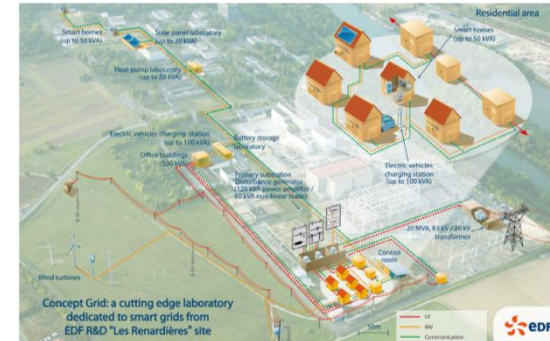 Residential area
Smart homes
(up to 50 kVA)
Solar panel laboratory
(up to 20 kVA)
Smart homes
(up to 50 kVA)
Heat pump laboratory
(up to 50 kVA)
Electric vehicles charging station
(up to 100 kVA)
Battery storage
laboratory
Office buildings
(500 kVA)
Primary substation
Disturbance generator
(120 kVA power amplifier /
60 kVA non-linear loads)
Electric vehicles
charging station
(up to 100 kVA)
20 MVA, 63 kV / 20 kV
transformer
Control
room
Wind turbines
Concept Grid: a cutting edge laboratory
dedicated to smart grids from
EDF R&D "Les Renardières" site
50m
LV
MV
Communication
EDF